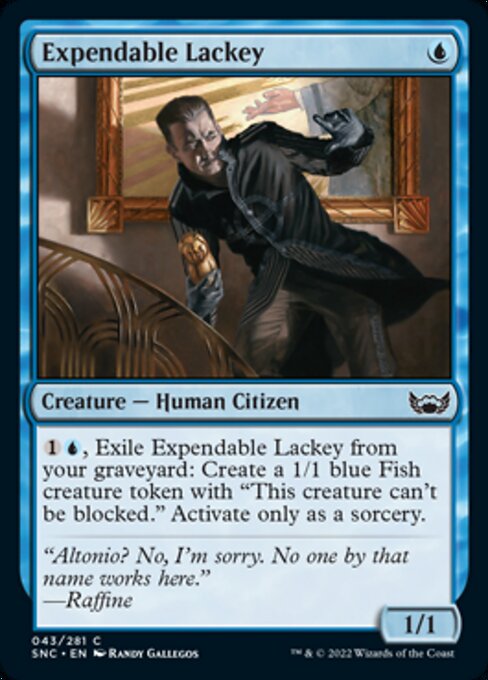 Expendable Lackey
Creature — Human Citizen
1, Exile Expendable Lackey from
your graveyard: Create a 1/1 blue Fish
creature token with “This creature can’t
be blocked.” Activate only as a sorcery.
“Altonio? No, I’m sorry. No one by that
name works here.”
—Raffine
1/1
043/281 C
SNC • EN Randy Gallegos
™ & © 2022 Wizards of the Coast